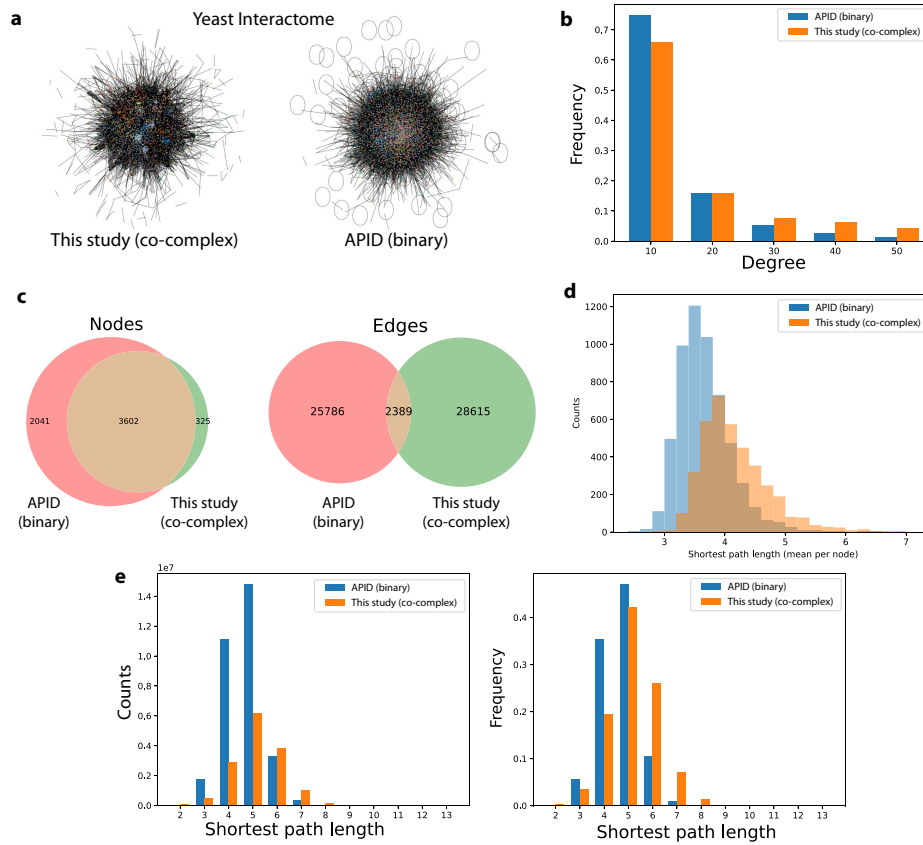 a
Yeast Interactome
This study (co-complex)
APID (binary)
b
APID (binary)
This study (co-complex)
Frequency
0.7
0.6
0.5
0.4
0.3
0.2
0.1
0.0
10 20 30 40 50
Degree
c
Nodes
2041 3602 325
APID
(binary)
This study
(co-complex)
Edges
25786 2389 28615
APID
(binary)
This study
(co-complex)
d
APID (binary)
This study (co-complex)
Counts
1200
1000
800
600
400
200
0
3 4 5 6 7
Shortest path length (mean per node)
e
1e7
APID (binary)
This study (co-complex)
Counts
1.4
1.2
1.0
0.8
0.6
0.4
0.2
0.0
2 3 4 5 6 7 8 9 10 11 12 13
Shortest path length
APID (binary)
This study (co-complex)
Frequency
0.4
0.3
0.2
0.1
0.0
2 3 4 5 6 7 8 9 10 11 12 13
Shortest path length